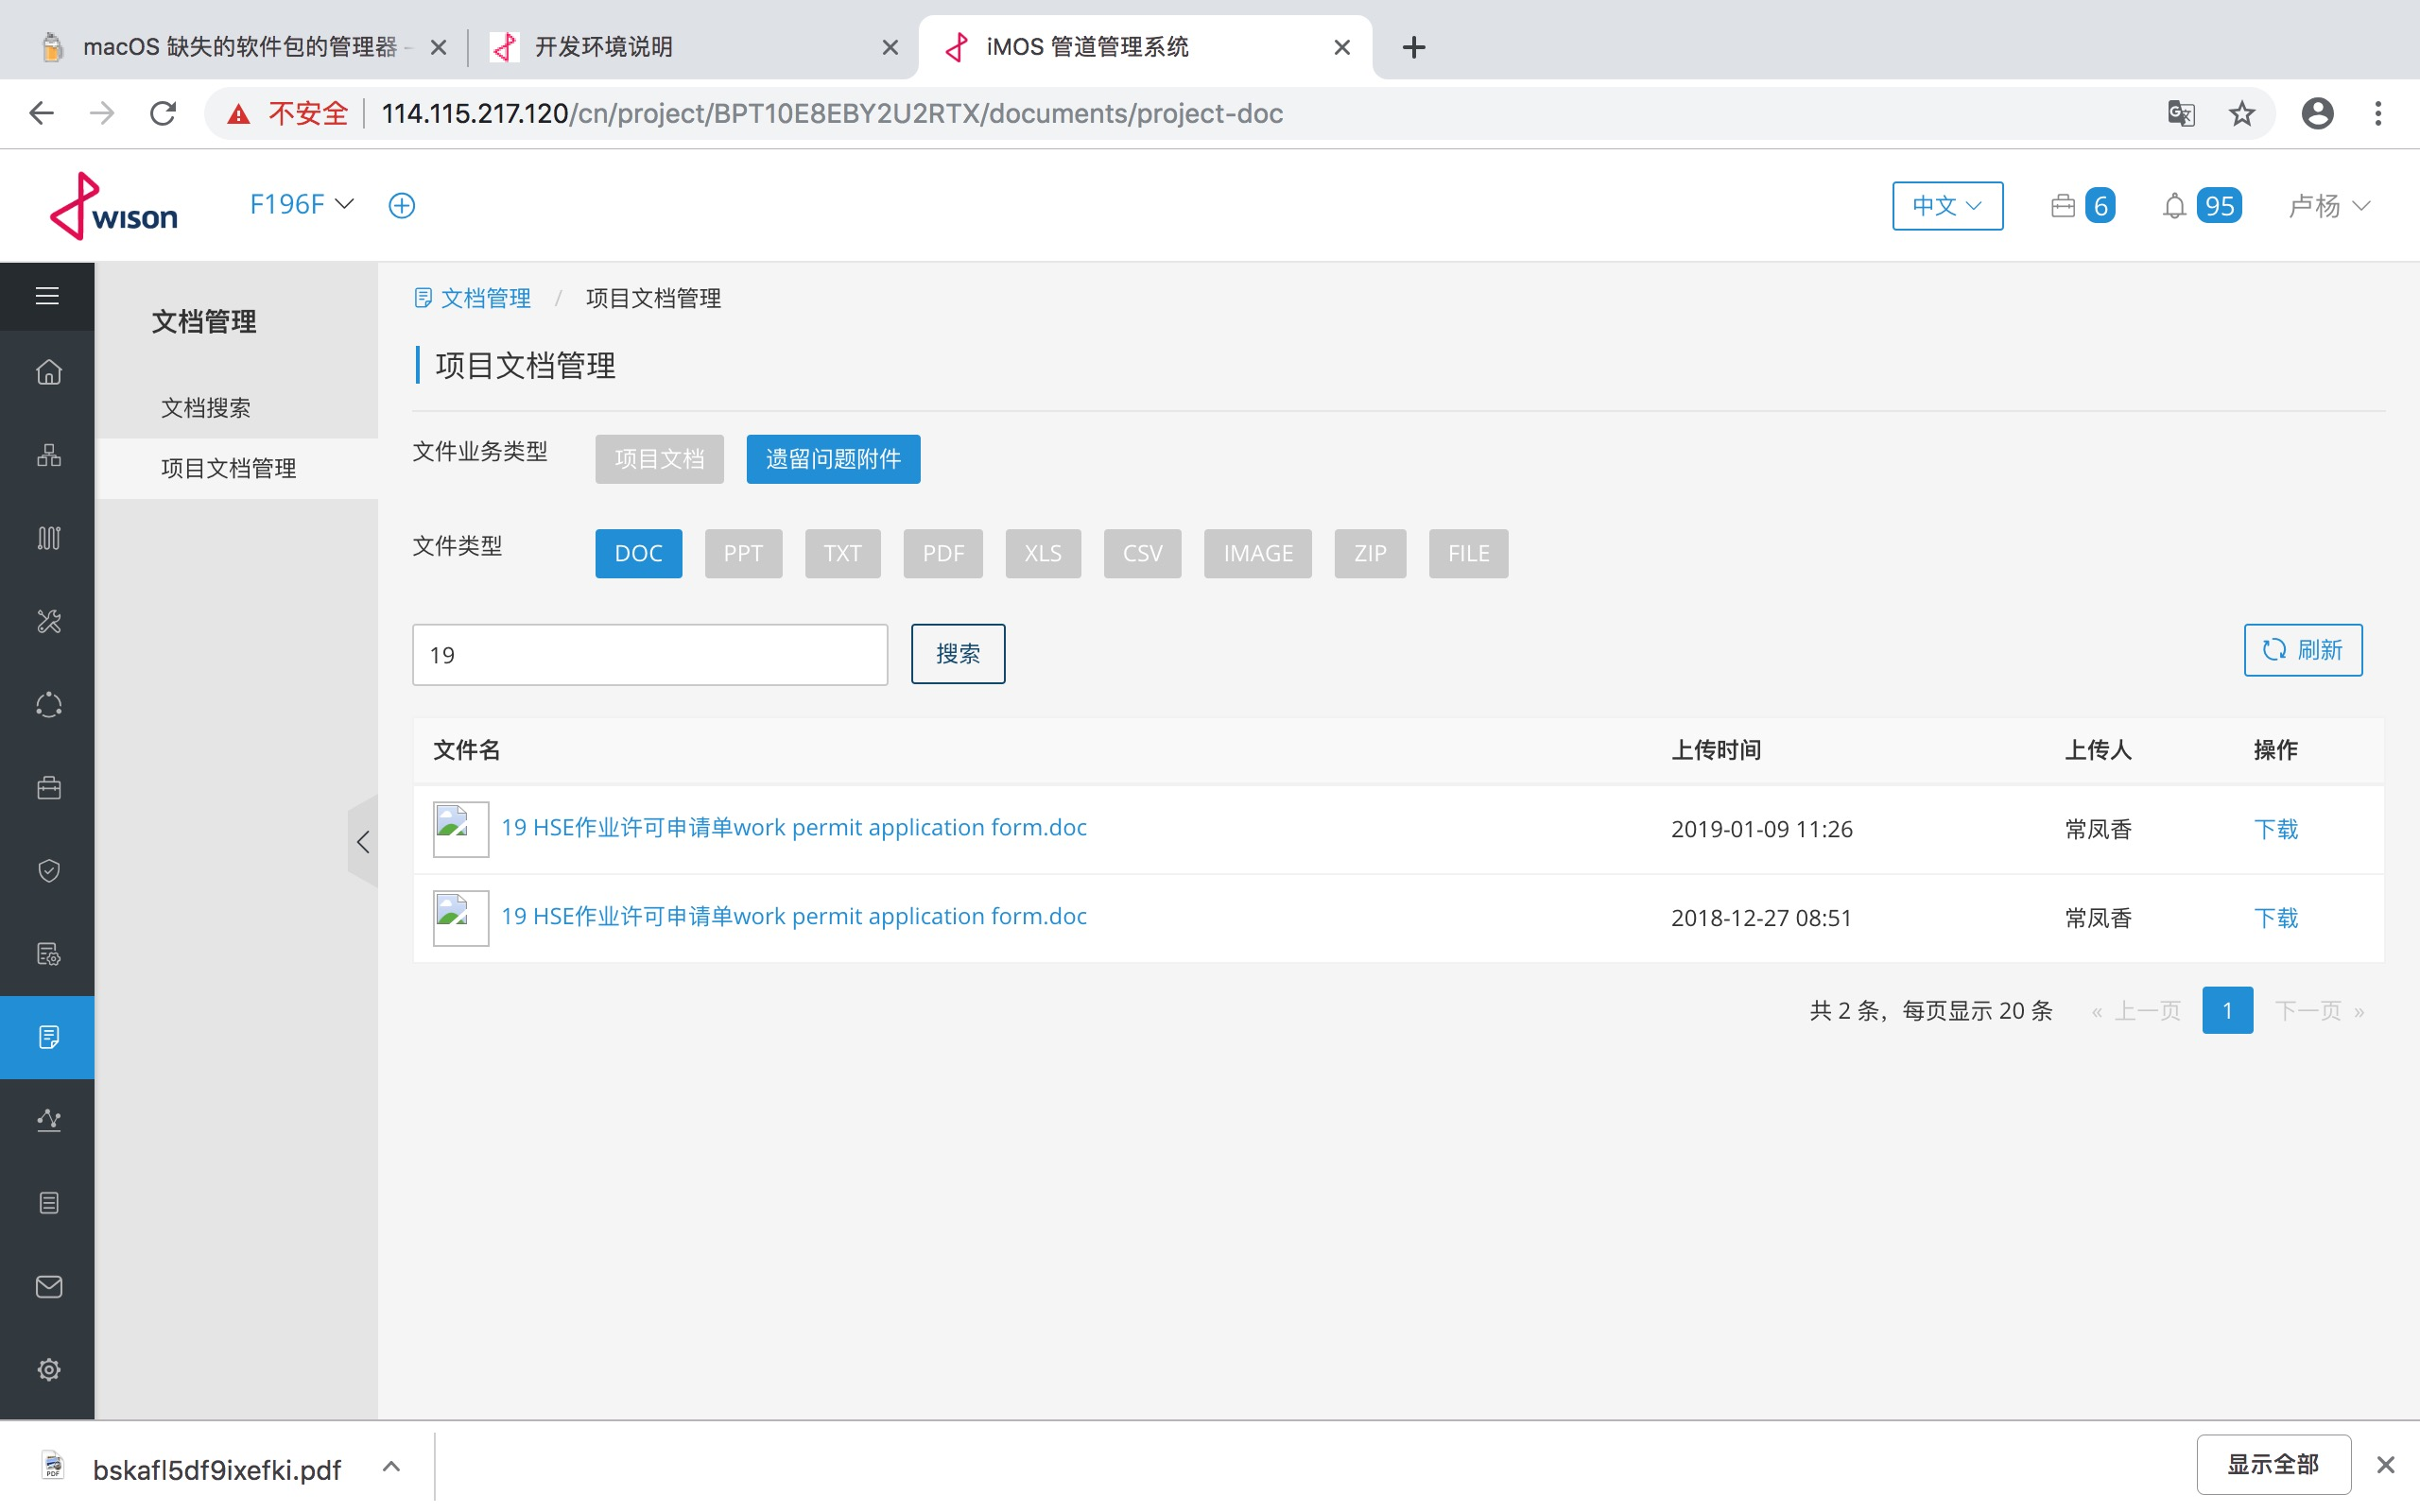 macOS 缺失的软件包的管理器 -
开发环境说明
iMOS 管道管理系统
不安全
114.115.217.120/cn/project/BPT10E8EBY2U2RTX/documents/project-doc
wison
F196F
中文
6
95
卢杨
文档管理
文档搜索
项目文档管理
文档管理 / 项目文档管理
项目文档管理
文件业务类型 项目文档 遗留问题附件
文件类型 DOC PPT TXT PDF XLS CSV IMAGE ZIP FILE
19 搜索 刷新
文件名 上传时间 上传人 操作
19 HSE作业许可申请单work permit application form.doc 2019-01-09 11:26 常凤香 下载
19 HSE作业许可申请单work permit application form.doc 2018-12-27 08:51 常凤香 下载
共 2 条，每页显示 20 条 « 上一页 1 下一页 »
PDF
bskafl5df9ixefki.pdf
显示全部